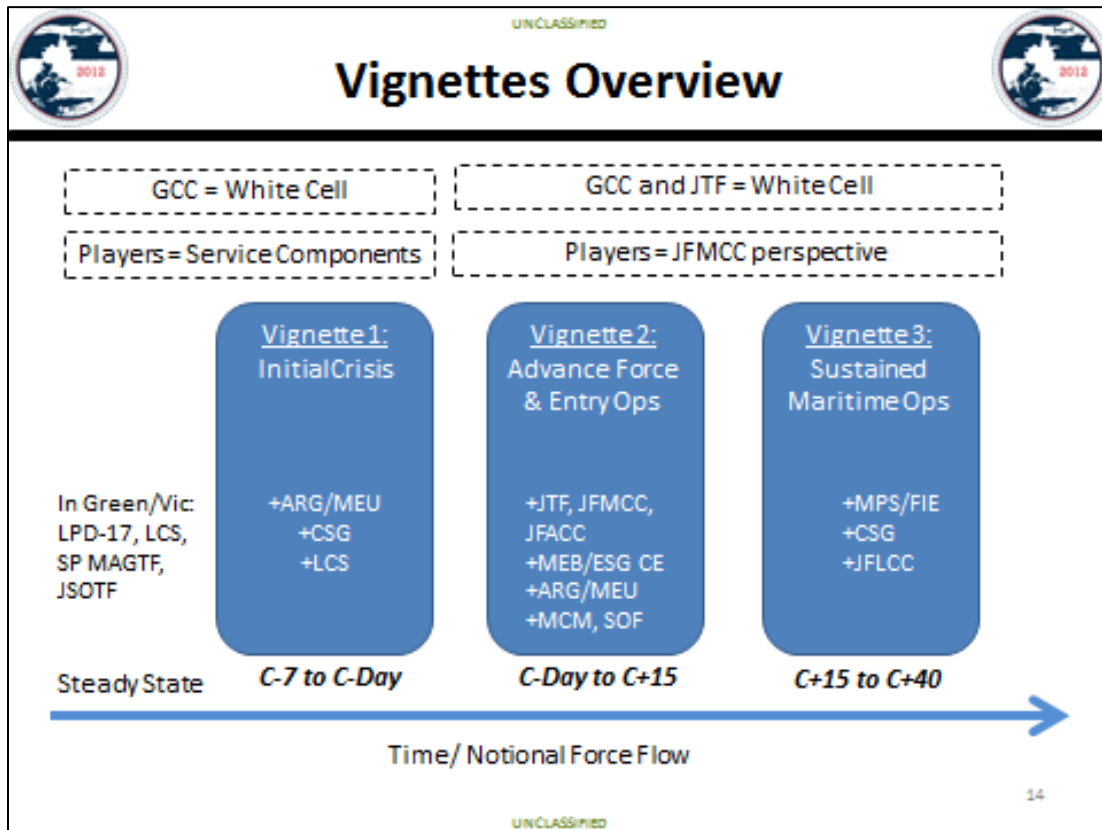 UNCLASSIFIED
2012
Vignettes Overview
2012
GCC = White Cell
GCC and JTF = White Cell
Players = Service Components
Players = JFMCC perspective
Vignette 1:
Initial Crisis
Vignette 2:
Advance Force
& Entry Ops
Vignette 3:
Sustained
Maritime Ops
In Green/Vic:
LPD-17, LCS,
SP MAGTF,
JSOTF
+ARG/MEU
+CSG
+LCS
+JTF, JFMCC,
JFACC
+MEB/ESG CE
+ARG/MEU
+MCM, SOF
+MPS/FIE
+CSG
+JFLCC
Steady State
C-7 to C-Day
C-Day to C+15
C+15 to C+40
Time/ Notional Force Flow
14
UNCLASSIFIED